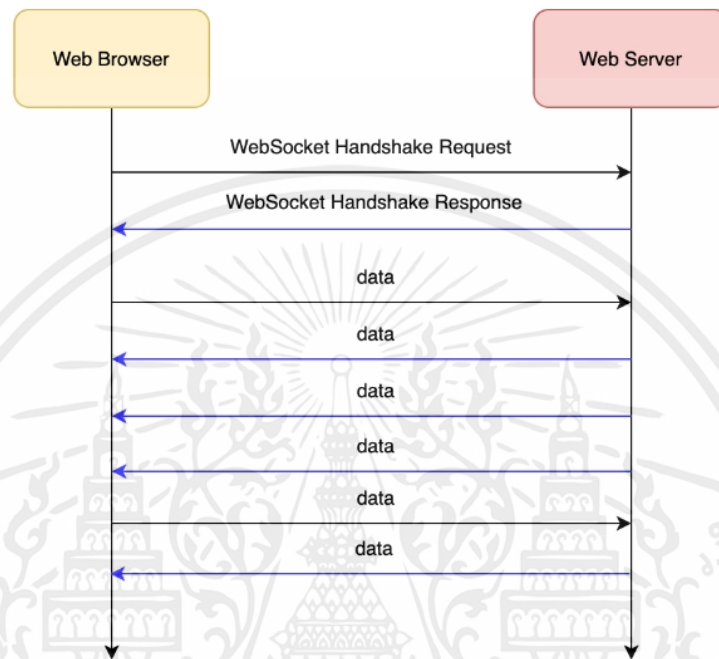 Web Browser
Web Server
WebSocket Handshake Request
WebSocket Handshake Response
data
data
data
data
data
data